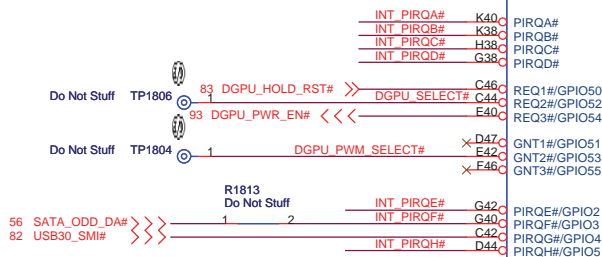 INT_PIRQA# K40 PIRQA#
INT_PIRQB# K38 PIRQB#
INT_PIRQC# H38 PIRQC#
INT_PIRQD# G38 PIRQD#
83 DGPU_HOLD_RST# C46 REQ1#/GPIO50
Do Not Stuff TP1806 1 DGPU_SELECT# C44 REQ2#/GPIO52
93 DGPU_PWR_EN# E40 REQ3#/GPIO54
D47 GNT1#/GPIO51
Do Not Stuff TP1804 1 DGPU_PWM_SELECT# E42 GNT2#/GPIO53
F46 GNT3#/GPIO55
R1813
Do Not Stuff
INT_PIRQE# G42 PIRQE#/GPIO2
56 SATA_ODD_DA# 1 2 INT_PIRQF# G40 PIRQF#/GPIO3
82 USB30_SMI# C42 PIRQG#/GPIO4
INT_PIRQH# D44 PIRQH#/GPIO5